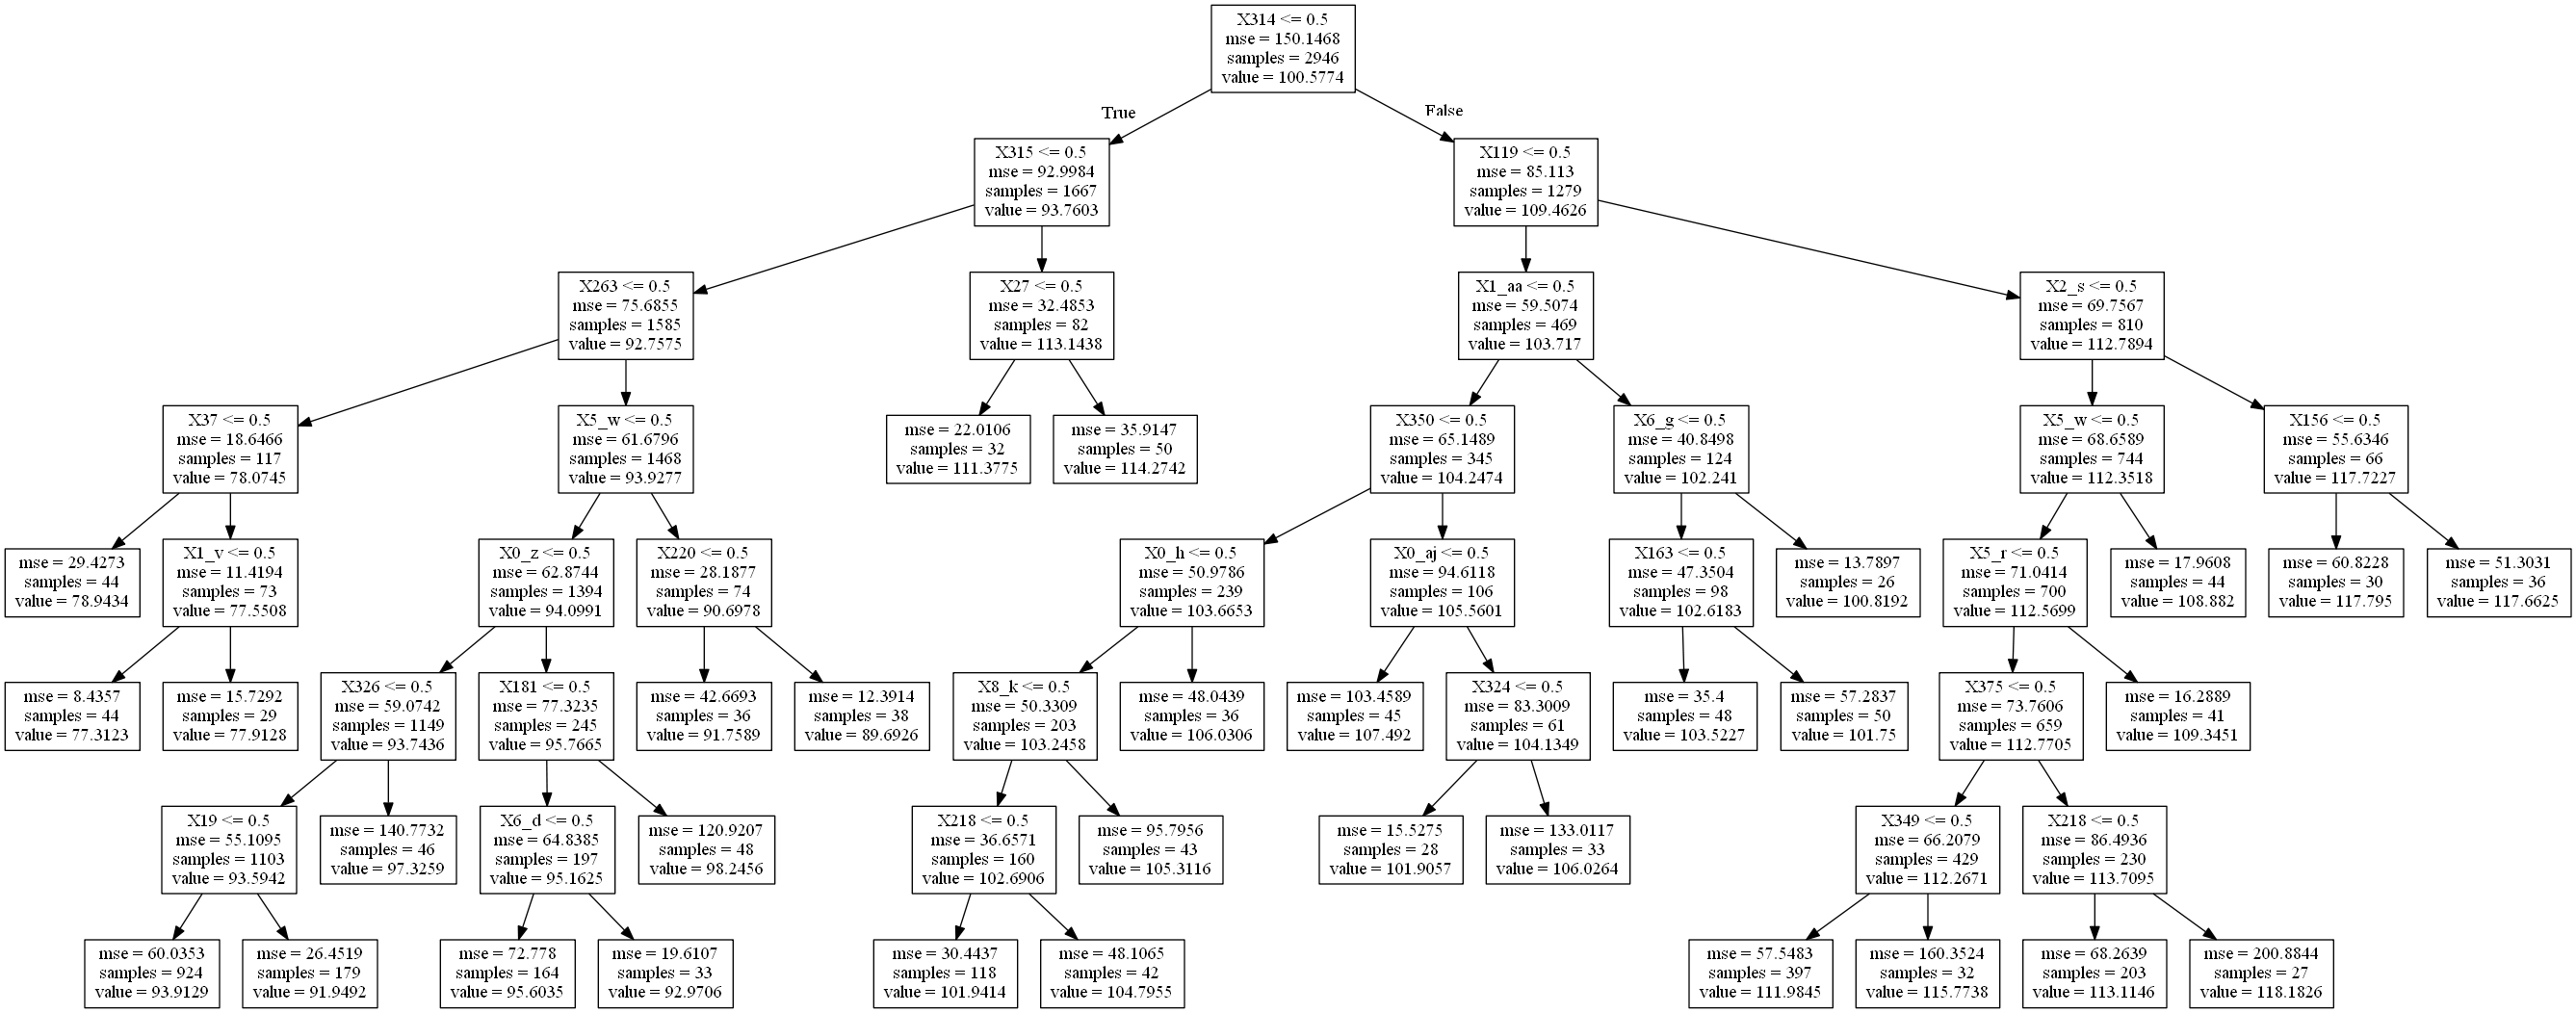 X314 <= 0.5
mse = 150.1468
samples = 2946
value = 100.5774
True
False
X315 <= 0.5
mse = 92.9984
samples = 1667
value = 93.7603
X119 <= 0.5
mse = 85.113
samples = 1279
value = 109.4626
X263 <= 0.5
mse = 75.6855
samples = 1585
value = 92.7575
X27 <= 0.5
mse = 32.4853
samples = 82
value = 113.1438
X1_aa <= 0.5
mse = 59.5074
samples = 469
value = 103.717
X2_s <= 0.5
mse = 69.7567
samples = 810
value = 112.7894
X37 <= 0.5
mse = 18.6466
samples = 117
value = 78.0745
X5_w <= 0.5
mse = 61.6796
samples = 1468
value = 93.9277
mse = 22.0106
samples = 32
value = 111.3775
mse = 35.9147
samples = 50
value = 114.2742
X350 <= 0.5
mse = 65.1489
samples = 345
value = 104.2474
X6_g <= 0.5
mse = 40.8498
samples = 124
value = 102.241
X5_w <= 0.5
mse = 68.6589
samples = 744
value = 112.3518
X156 <= 0.5
mse = 55.6346
samples = 66
value = 117.7227
mse = 29.4273
samples = 44
value = 78.9434
X1_v <= 0.5
mse = 11.4194
samples = 73
value = 77.5508
X0_z <= 0.5
mse = 62.8744
samples = 1394
value = 94.0991
X220 <= 0.5
mse = 28.1877
samples = 74
value = 90.6978
X0_h <= 0.5
mse = 50.9786
samples = 239
value = 103.6653
X0_aj <= 0.5
mse = 94.6118
samples = 106
value = 105.5601
X163 <= 0.5
mse = 47.3504
samples = 98
value = 102.6183
mse = 13.7897
samples = 26
value = 100.8192
X5_r <= 0.5
mse = 71.0414
samples = 700
value = 112.5699
mse = 17.9608
samples = 44
value = 108.882
mse = 60.8228
samples = 30
value = 117.795
mse = 51.3031
samples = 36
value = 117.6625
mse = 8.4357
samples = 44
value = 77.3123
mse = 15.7292
samples = 29
value = 77.9128
X326 <= 0.5
mse = 59.0742
samples = 1149
value = 93.7436
X181 <= 0.5
mse = 77.3235
samples = 245
value = 95.7665
mse = 42.6693
samples = 36
value = 91.7589
mse = 12.3914
samples = 38
value = 89.6926
X8_k <= 0.5
mse = 50.3309
samples = 203
value = 103.2458
mse = 48.0439
samples = 36
value = 106.0306
mse = 103.4589
samples = 45
value = 107.492
X324 <= 0.5
mse = 83.3009
samples = 61
value = 104.1349
mse = 35.4
samples = 48
value = 103.5227
mse = 57.2837
samples = 50
value = 101.75
X375 <= 0.5
mse = 73.7606
samples = 659
value = 112.7705
mse = 16.2889
samples = 41
value = 109.3451
X19 <= 0.5
mse = 55.1095
samples = 1103
value = 93.5942
mse = 140.7732
samples = 46
value = 97.3259
X6_d <= 0.5
mse = 64.8385
samples = 197
value = 95.1625
mse = 120.9207
samples = 48
value = 98.2456
X218 <= 0.5
mse = 36.6571
samples = 160
value = 102.6906
mse = 95.7956
samples = 43
value = 105.3116
mse = 15.5275
samples = 28
value = 101.9057
mse = 133.0117
samples = 33
value = 106.0264
X349 <= 0.5
mse = 66.2079
samples = 429
value = 112.2671
X218 <= 0.5
mse = 86.4936
samples = 230
value = 113.7095
mse = 60.0353
samples = 924
value = 93.9129
mse = 26.4519
samples = 179
value = 91.9492
mse = 72.778
samples = 164
value = 95.6035
mse = 19.6107
samples = 33
value = 92.9706
mse = 30.4437
samples = 118
value = 101.9414
mse = 48.1065
samples = 42
value = 104.7955
mse = 57.5483
samples = 397
value = 111.9845
mse = 160.3524
samples = 32
value = 115.7738
mse = 68.2639
samples = 203
value = 113.1146
mse = 200.8844
samples = 27
value = 118.1826